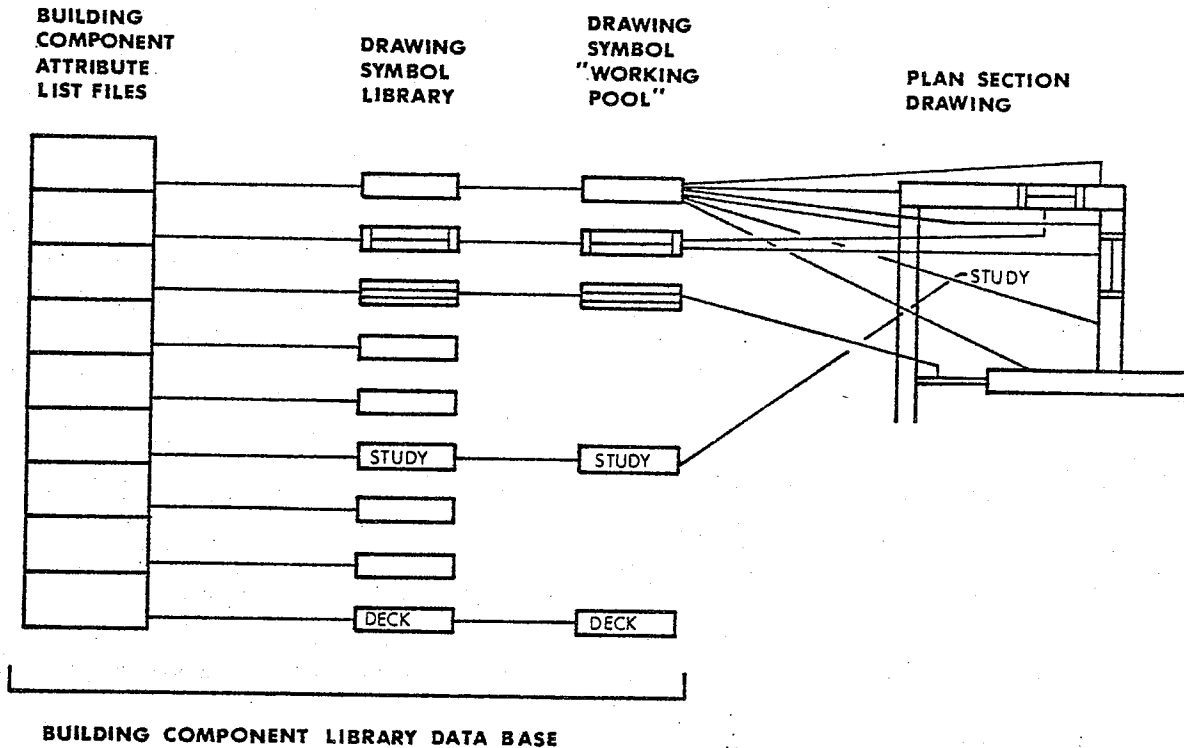 BUILDING
COMPONENT
ATTRIBUTE
LIST FILES
DRAWING
SYMBOL
LIBRARY
DRAWING
SYMBOL
"WORKING
POOL"
PLAN SECTION
DRAWING
STUDY
STUDY
STUDY
DECK
DECK
BUILDING COMPONENT LIBRARY DATA BASE